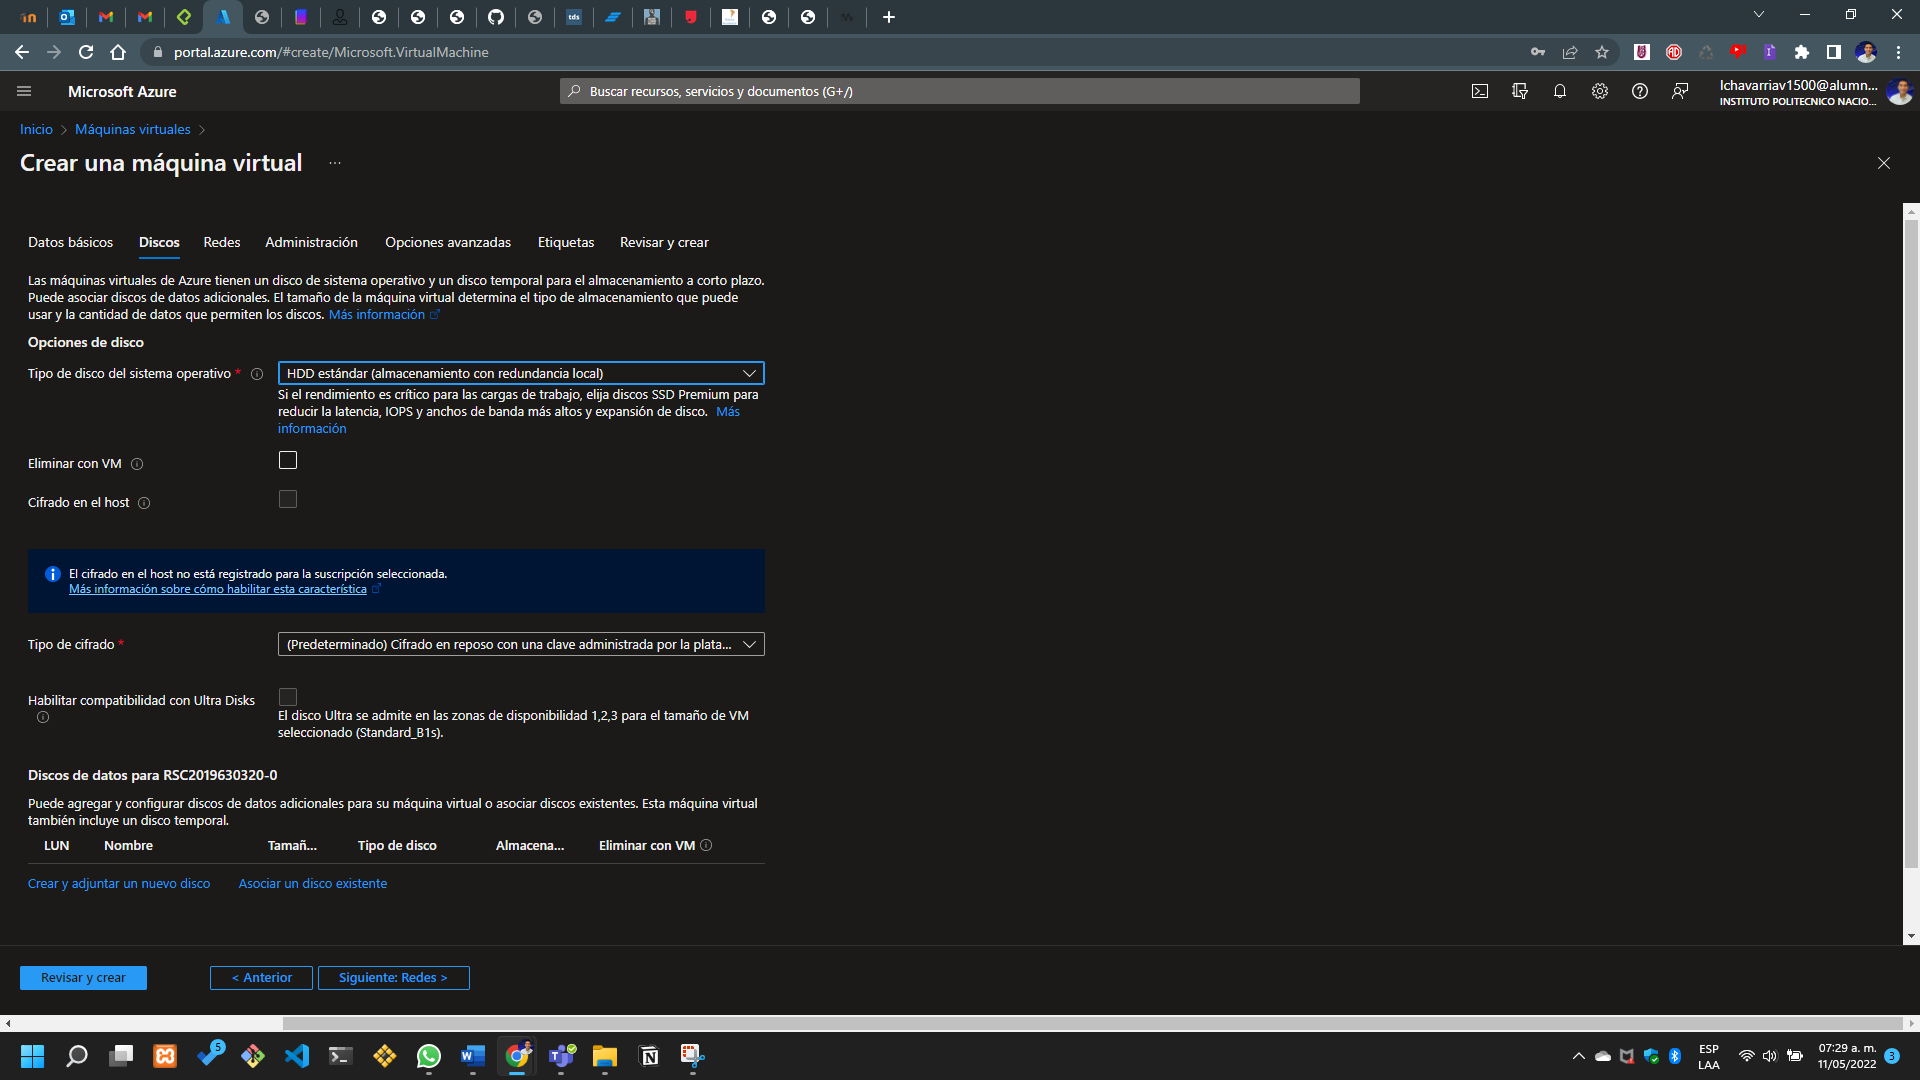 portal.azure.com/#create/Microsoft.VirtualMachine
Microsoft Azure
Buscar recursos, servicios y documentos (G+/)
lchavarriav1500@alumn...
INSTITUTO POLITECNICO NACIO...
Inicio > Máquinas virtuales >
Crear una máquina virtual ...
Datos básicos Discos Redes Administración Opciones avanzadas Etiquetas Revisar y crear
Las máquinas virtuales de Azure tienen un disco de sistema operativo y un disco temporal para el almacenamiento a corto plazo.
Puede asociar discos de datos adicionales. El tamaño de la máquina virtual determina el tipo de almacenamiento que puede
usar y la cantidad de datos que permiten los discos. Más información
Opciones de disco
Tipo de disco del sistema operativo * HDD estándar (almacenamiento con redundancia local)
Si el rendimiento es crítico para las cargas de trabajo, elija discos SSD Premium para
reducir la latencia, IOPS y anchos de banda más altos y expansión de disco. Más
información
Eliminar con VM
Cifrado en el host
El cifrado en el host no está registrado para la suscripción seleccionada.
Más información sobre cómo habilitar esta característica
Tipo de cifrado * (Predeterminado) Cifrado en reposo con una clave administrada por la plata...
Habilitar compatibilidad con Ultra Disks
El disco Ultra se admite en las zonas de disponibilidad 1,2,3 para el tamaño de VM
seleccionado (Standard_B1s).
Discos de datos para RSC2019630320-0
Puede agregar y configurar discos de datos adicionales para su máquina virtual o asociar discos existentes. Esta máquina virtual
también incluye un disco temporal.
LUN Nombre Tamañ... Tipo de disco Almacena... Eliminar con VM
Crear y adjuntar un nuevo disco Asociar un disco existente
Revisar y crear < Anterior Siguiente: Redes >
5
ESP
LAA
07:29 a. m.
11/05/2022
3